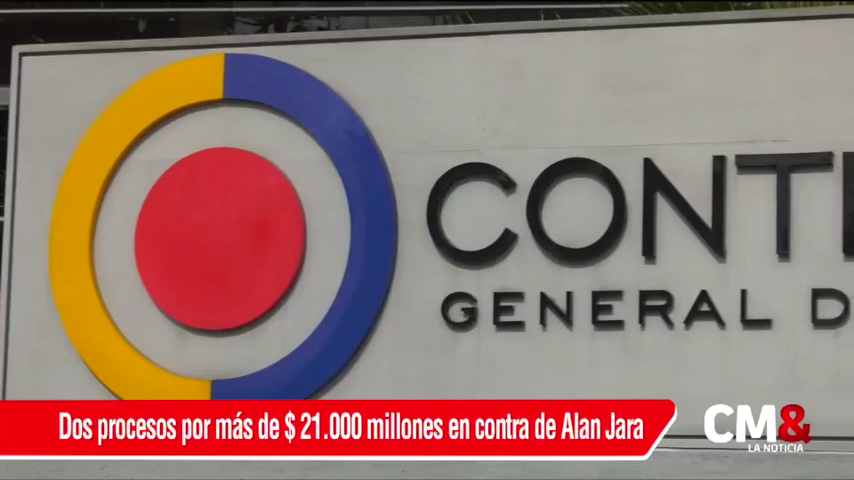 CONT
GENERAL D
Dos procesos por más de $ 21.000 millones en contra de Alan Jara
CM&
LA NOTICIA